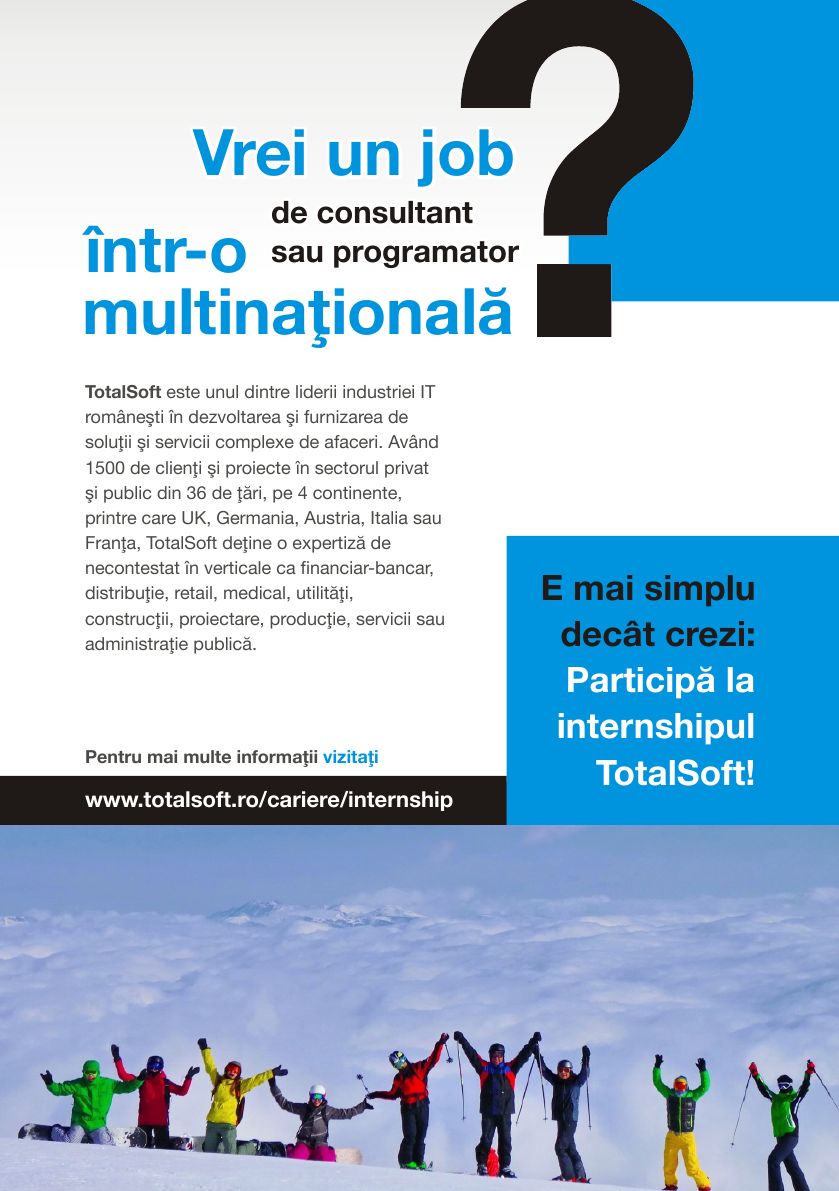 Vrei un job
de consultant
sau programator
într-o
multinaţională
?
TotalSoft este unul dintre liderii industriei IT
româneşti în dezvoltarea şi furnizarea de
soluţii şi servicii complexe de afaceri. Având
1500 de clienţi şi proiecte în sectorul privat
şi public din 36 de ţări, pe 4 continente,
printre care UK, Germania, Austria, Italia sau
Franţa, TotalSoft deţine o expertiză de
necontestat în verticale ca financiar-bancar,
distribuţie, retail, medical, utilităţi,
construcţii, proiectare, producţie, servicii sau
administraţie publică.
E mai simplu
decât crezi:
Participă la
internshipul
TotalSoft!
Pentru mai multe informaţii vizitaţi
www.totalsoft.ro/cariere/internship